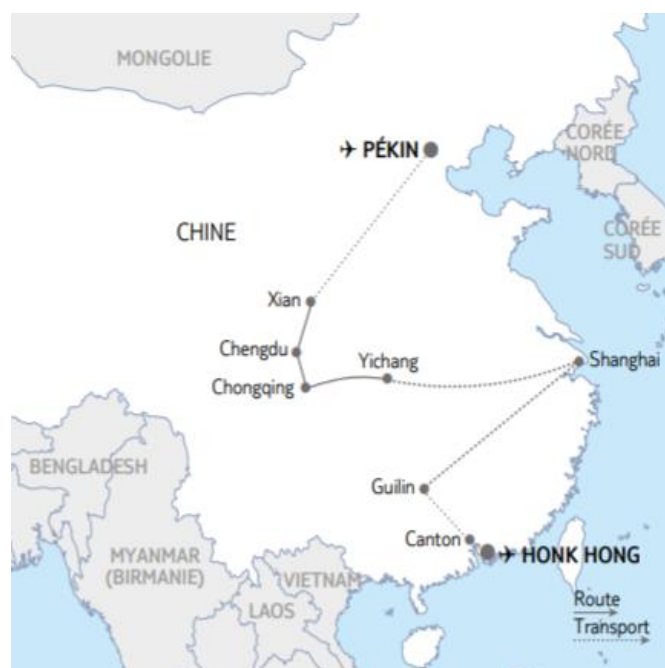 MONGOLIE
CORÉE
NORD
✈ PÉKIN
CHINE
CORÉE
SUD
Xian
Chengdu
Yichang
Shanghai
Chongqing
BENGLADESH
Guilin
Canton
✈ HONK HONG
MYANMAR
(BIRMANIE)
VIETNAM
LAOS
Route
Transport